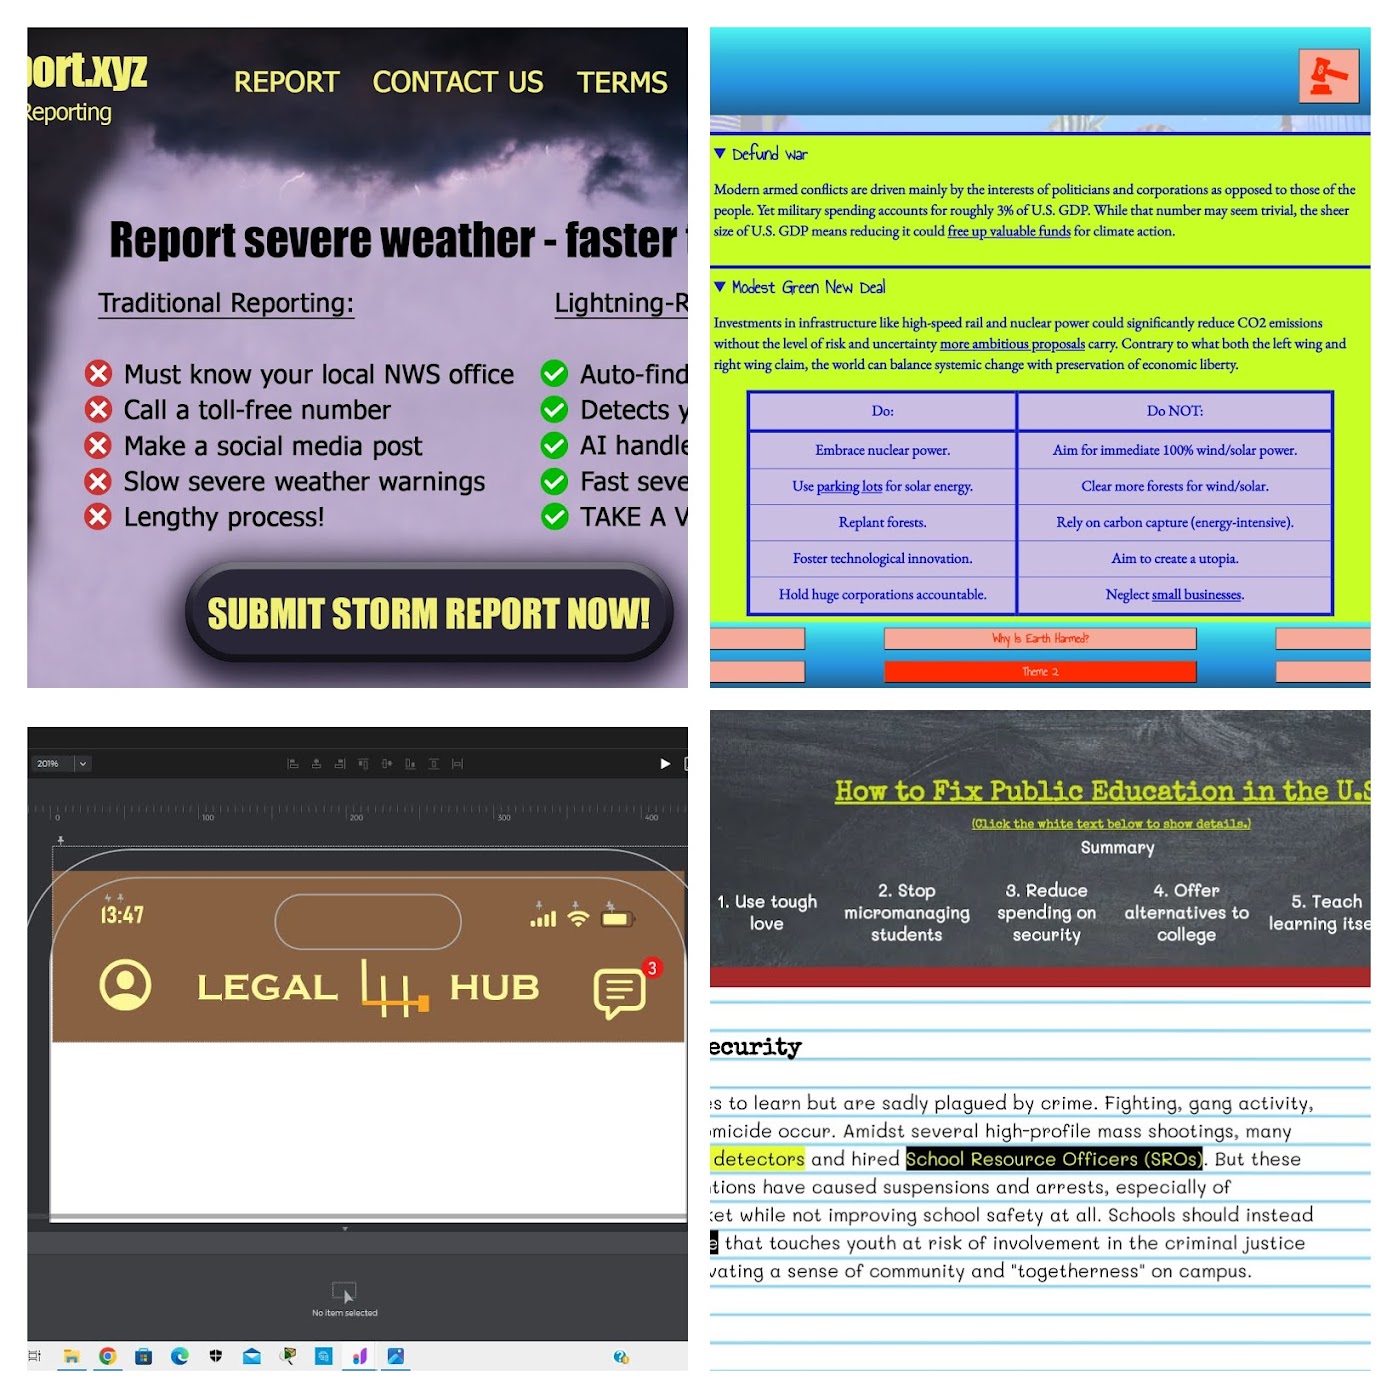 port.xyz
Reporting
REPORT CONTACT US TERMS
Report severe weather - faster
Traditional Reporting:
Lightning-R
Must know your local NWS office
Call a toll-free number
Make a social media post
Slow severe weather warnings
Lengthy process!
Auto-find
Detects y
AI handle
Fast seve
TAKE A V
SUBMIT STORM REPORT NOW!
▼ Defund war
Modern armed conflicts are driven mainly by the interests of politicians and corporations as opposed to those of the
people. Yet military spending accounts for roughly 3% of U.S. GDP. While that number may seem trivial, the sheer
size of U.S. GDP means reducing it could free up valuable funds for climate action.
▼ Modest Green New Deal
Investments in infrastructure like high-speed rail and nuclear power could significantly reduce CO2 emissions
without the level of risk and uncertainty more ambitious proposals carry. Contrary to what both the left wing and
right wing claim, the world can balance systemic change with preservation of economic liberty.
Do: Do NOT:
Embrace nuclear power. Aim for immediate 100% wind/solar power.
Use parking lots for solar energy. Clear more forests for wind/solar.
Replant forests. Rely on carbon capture (energy-intensive).
Foster technological innovation. Aim to create a utopia.
Hold huge corporations accountable. Neglect small businesses.
Why Is Earth Harmed?
Theme :2
201%
0 100 200 300 400
13:47
LEGAL HUB
3
No item selected
How to Fix Public Education in the U.S
(Click the white text below to show details.)
Summary
1. Use tough
love
2. Stop
micromanaging
students
3. Reduce
spending on
security
4. Offer
alternatives to
college
5. Teach
learning itse
ecurity
es to learn but are sadly plagued by crime. Fighting, gang activity,
omicide occur. Amidst several high-profile mass shootings, many
detectors and hired School Resource Officers (SROs). But these
tions have caused suspensions and arrests, especially of
ket while not improving school safety at all. Schools should instead
e that touches youth at risk of involvement in the criminal justice
vating a sense of community and "togetherness" on campus.